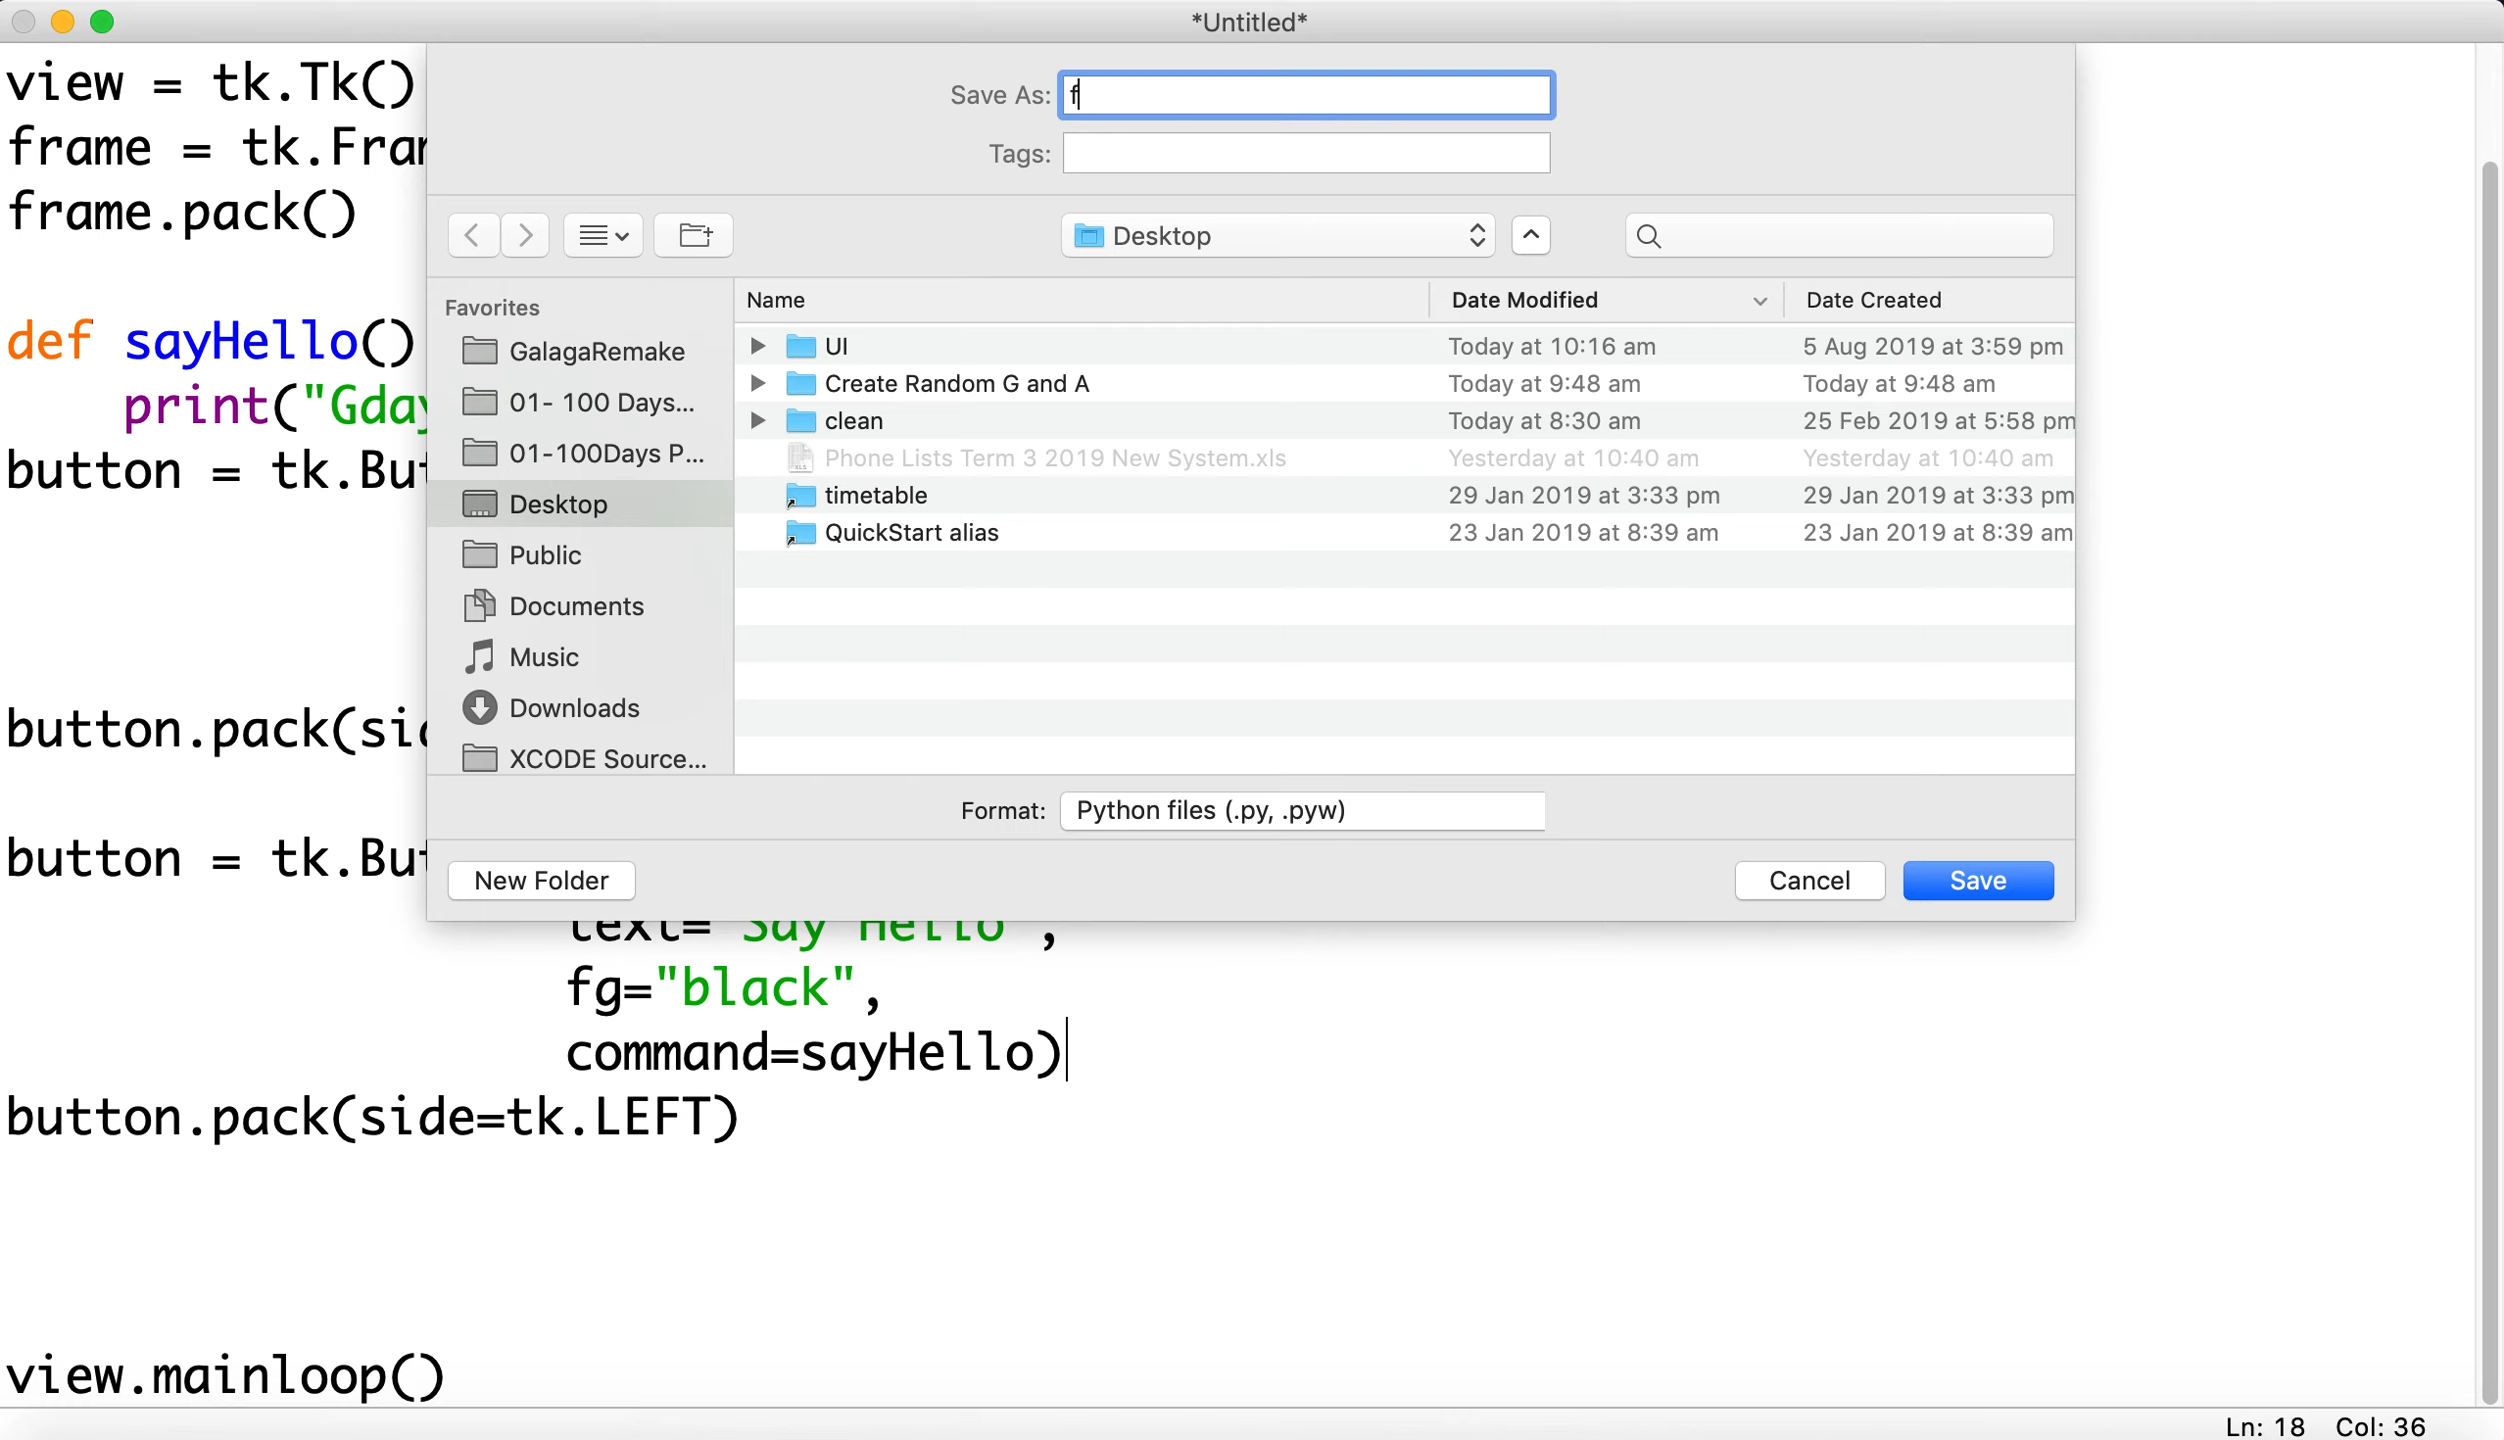 *Untitled*
view = tk.Tk()
frame = tk.Fram
frame.pack()
def sayHello()
print("Gday
button = tk.But
button.pack(sid
button = tk.But
text="Say Hello",
fg="black",
command=sayHello)
button.pack(side=tk.LEFT)
view.mainloop()
Save As: f
Tags:
Desktop
Favorites
GalagaRemake
01- 100 Days...
01-100Days P...
Desktop
Public
Documents
Music
Downloads
XCODE Source...
Name Date Modified Date Created
UI Today at 10:16 am 5 Aug 2019 at 3:59 pm
Create Random G and A Today at 9:48 am Today at 9:48 am
clean Today at 8:30 am 25 Feb 2019 at 5:58 pm
Phone Lists Term 3 2019 New System.xls Yesterday at 10:40 am Yesterday at 10:40 am
timetable 29 Jan 2019 at 3:33 pm 29 Jan 2019 at 3:33 pm
QuickStart alias 23 Jan 2019 at 8:39 am 23 Jan 2019 at 8:39 am
Format: Python files (.py, .pyw)
New Folder Cancel Save
Ln: 18 Col: 36